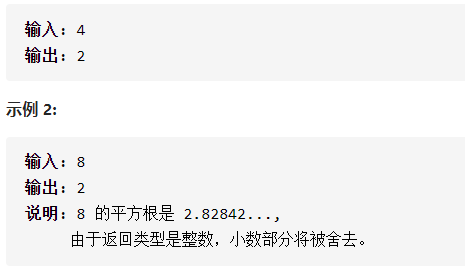 输入: 4
输出: 2
示例 2:
输入: 8
输出: 2
说明: 8 的平方根是 2.82842...,
由于返回类型是整数，小数部分将被舍去。